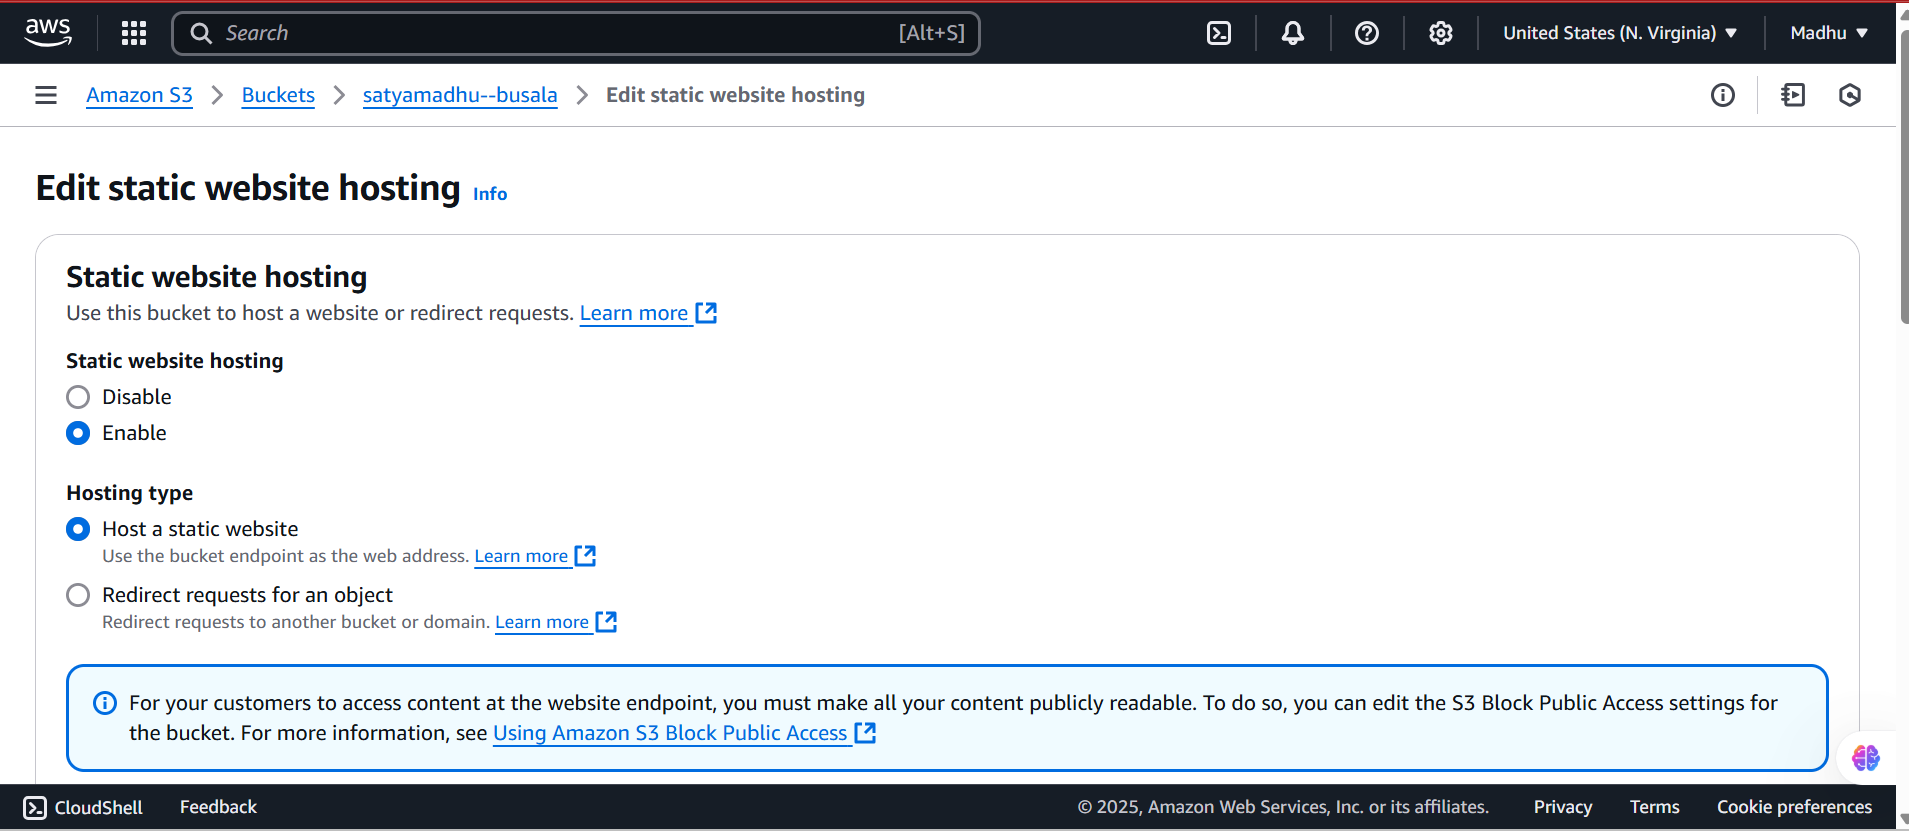 aws
Search [Alt+S]
United States (N. Virginia) ▼ Madhu ▼
Amazon S3 > Buckets > satyamadhu--busala > Edit static website hosting
Edit static website hosting Info
Static website hosting
Use this bucket to host a website or redirect requests. Learn more
Static website hosting
Disable
Enable
Hosting type
Host a static website
Use the bucket endpoint as the web address. Learn more
Redirect requests for an object
Redirect requests to another bucket or domain. Learn more
For your customers to access content at the website endpoint, you must make all your content publicly readable. To do so, you can edit the S3 Block Public Access settings for
the bucket. For more information, see Using Amazon S3 Block Public Access
CloudShell Feedback © 2025, Amazon Web Services, Inc. or its affiliates. Privacy Terms Cookie preferences